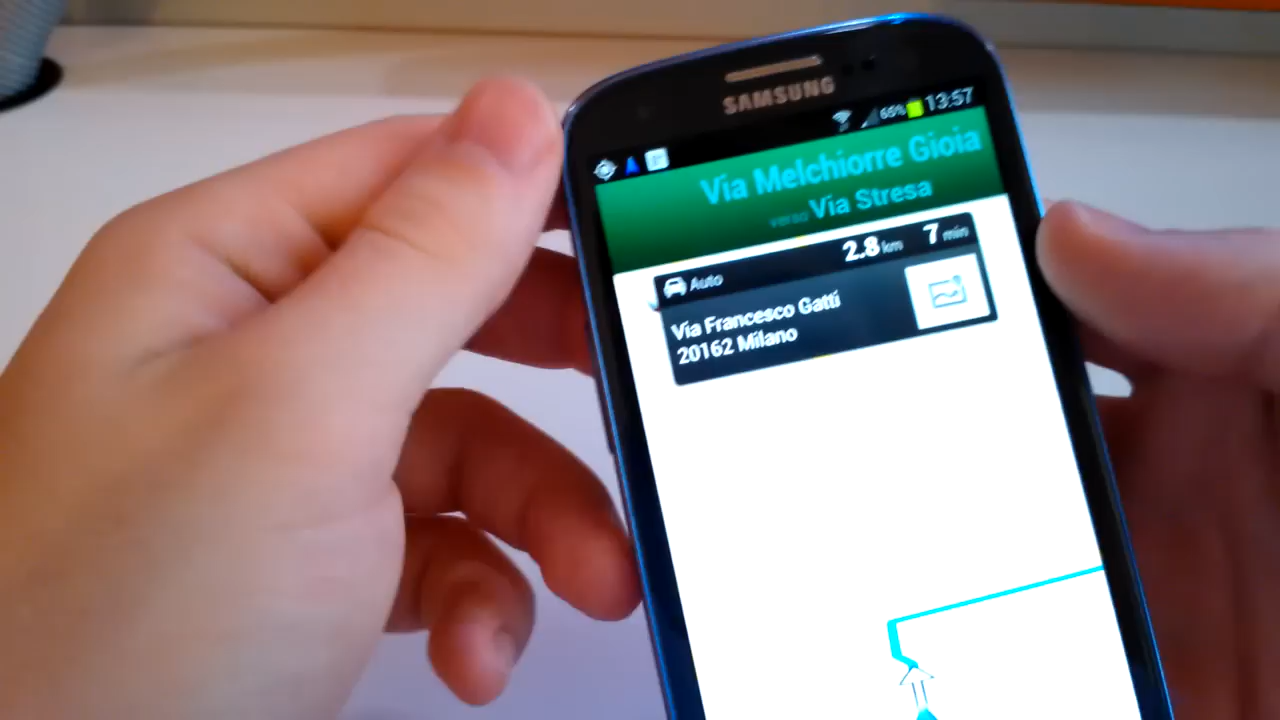 SAMSUNG
65% 13:57
Via Melchiorre Gioia
verso Via Stresa
Auto 2.8 km 7 min
Via Francesco Gatti
20162 Milano